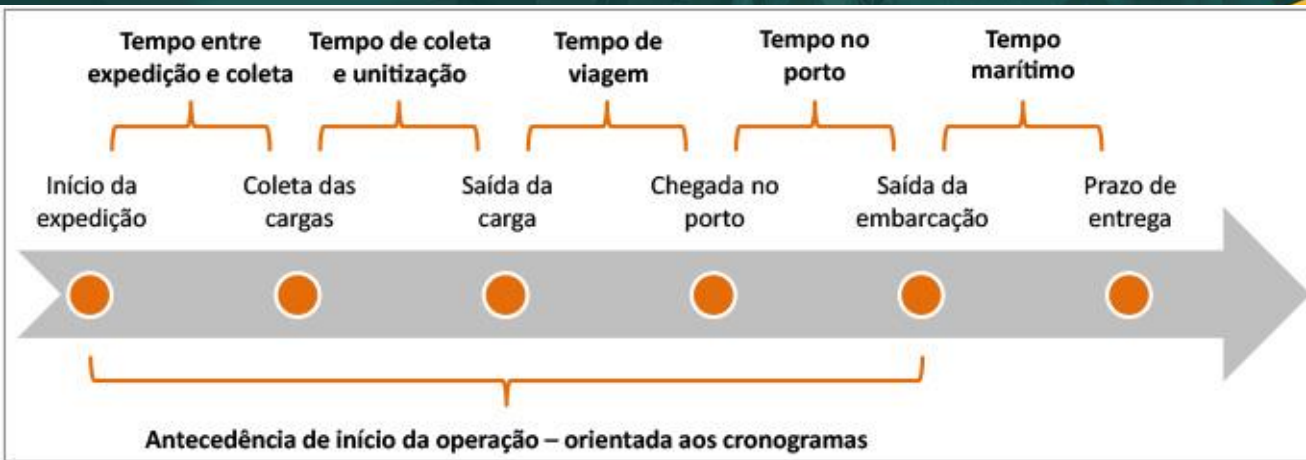 Tempo entre
expedição e coleta
Tempo de coleta
e unitização
Tempo de
viagem
Tempo no
porto
Tempo
marítimo
Início da
expedição
Coleta das
cargas
Saída da
carga
Chegada no
porto
Saída da
embarcação
Prazo de
entrega
Antecedência de início da operação – orientada aos cronogramas